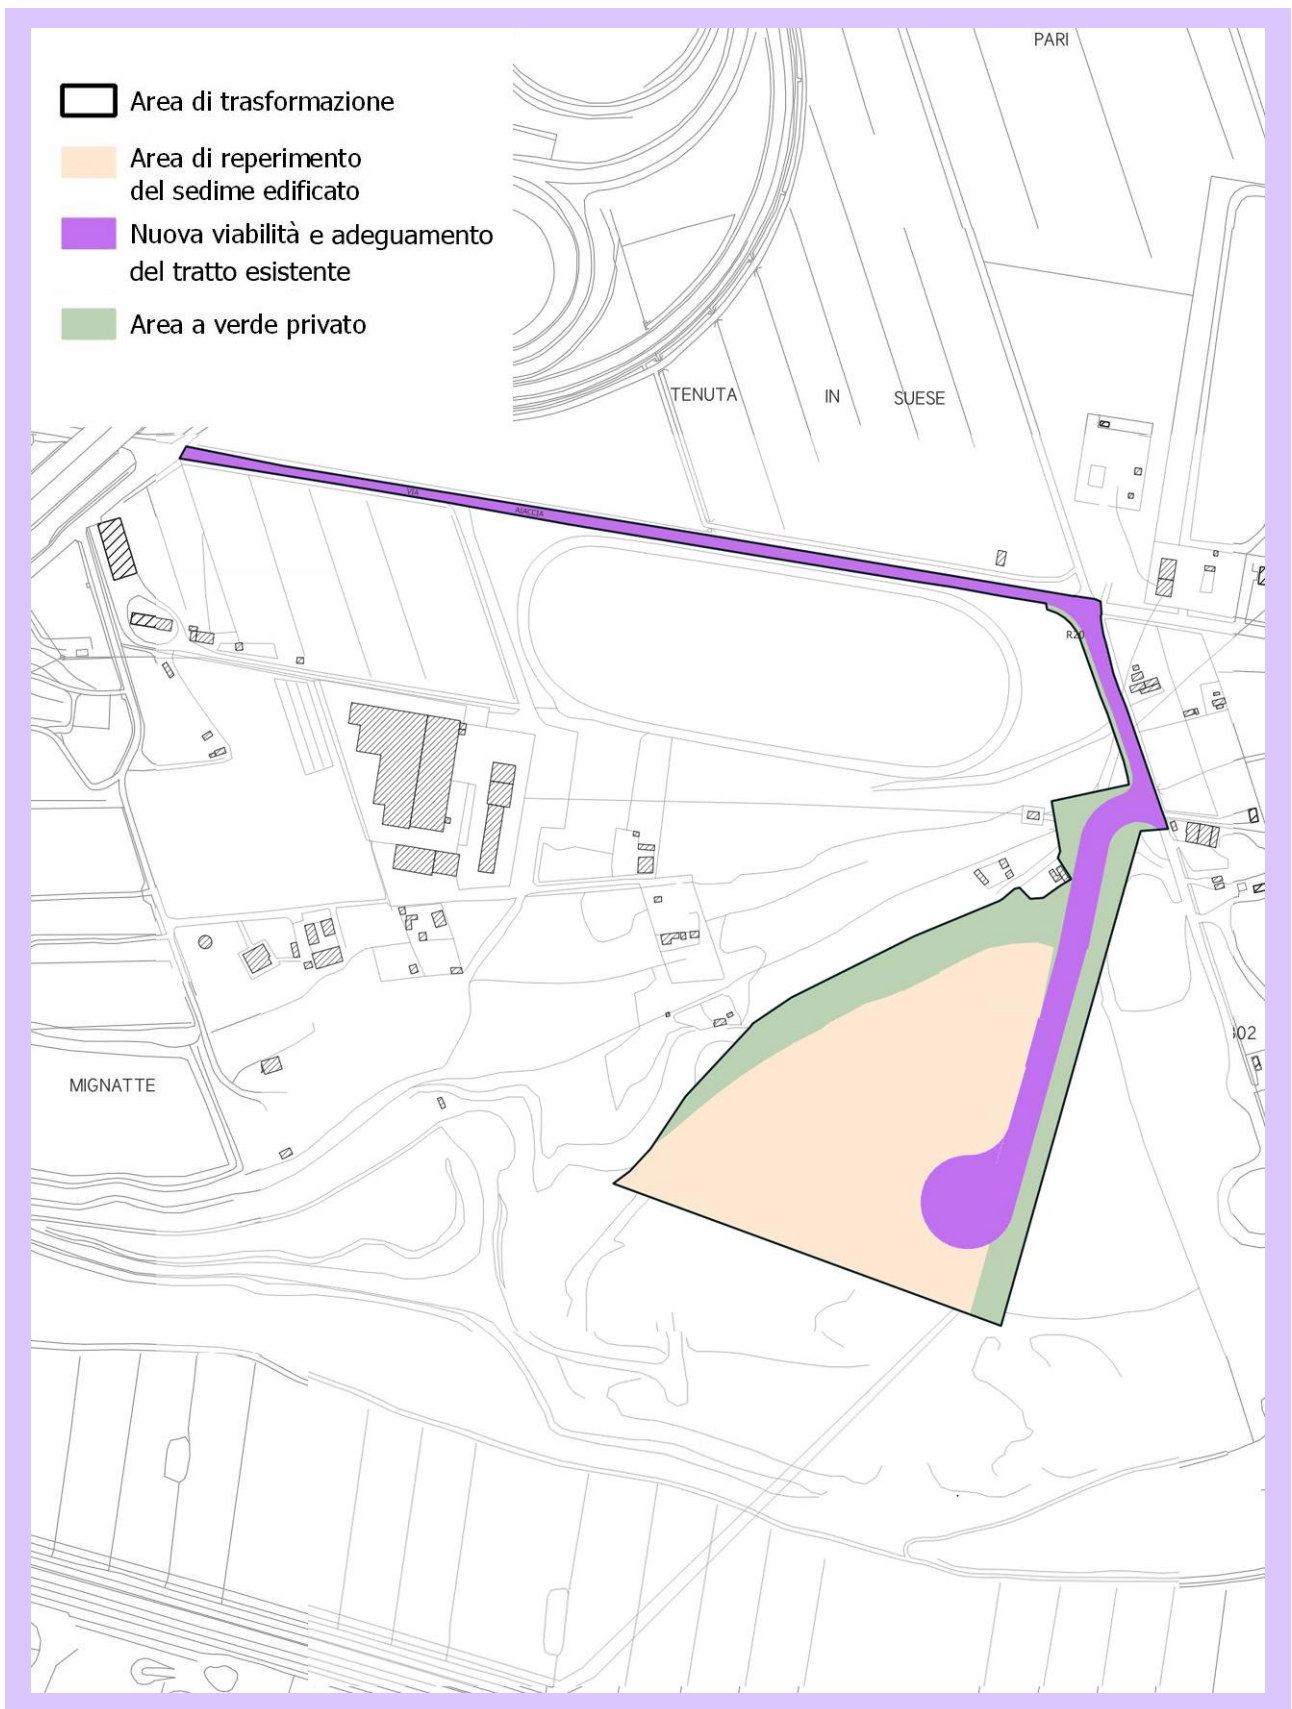 PARI
Area di trasformazione
Area di reperimento
del sedime edificato
Nuova viabilità e adeguamento
del tratto esistente
Area a verde privato
TENUTA IN SUESE
VIA AIACCIA
R20
302
MIGNATTE